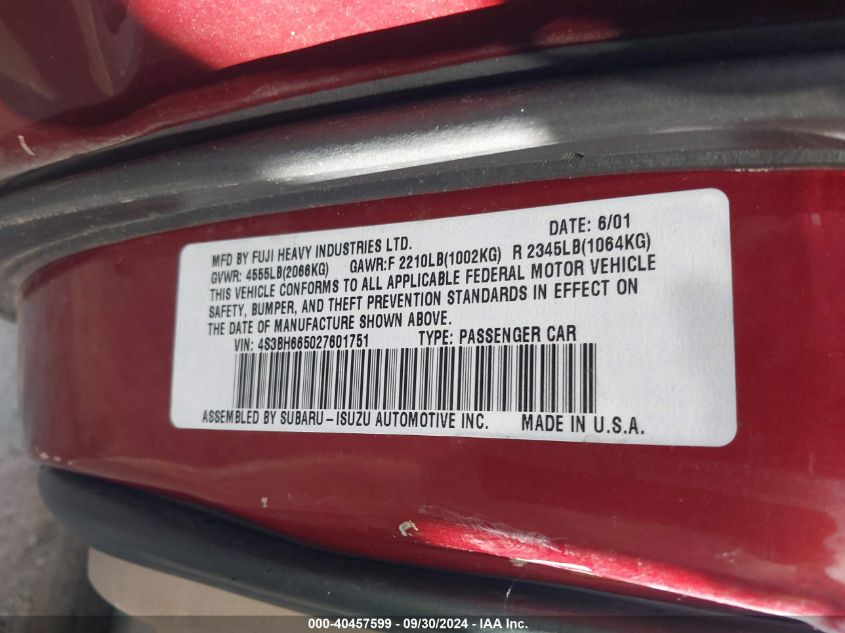 DATE: 6/01
MFD BY FUJI HEAVY INDUSTRIES LTD.
GVWR: 4555LB(2066KG) GAWR:F 2210LB(1002KG) R 2345LB(1064KG)
THIS VEHICLE CONFORMS TO ALL APPLICABLE FEDERAL MOTOR VEHICLE
SAFETY, BUMPER, AND THEFT PREVENTION STANDARDS IN EFFECT ON
THE DATE OF MANUFACTURE SHOWN ABOVE.
VIN: 4S3BH665027601751 TYPE: PASSENGER CAR
ASSEMBLED BY SUBARU-ISUZU AUTOMOTIVE INC. MADE IN U.S.A.
000-40457599 - 09/30/2024 - IAA Inc.